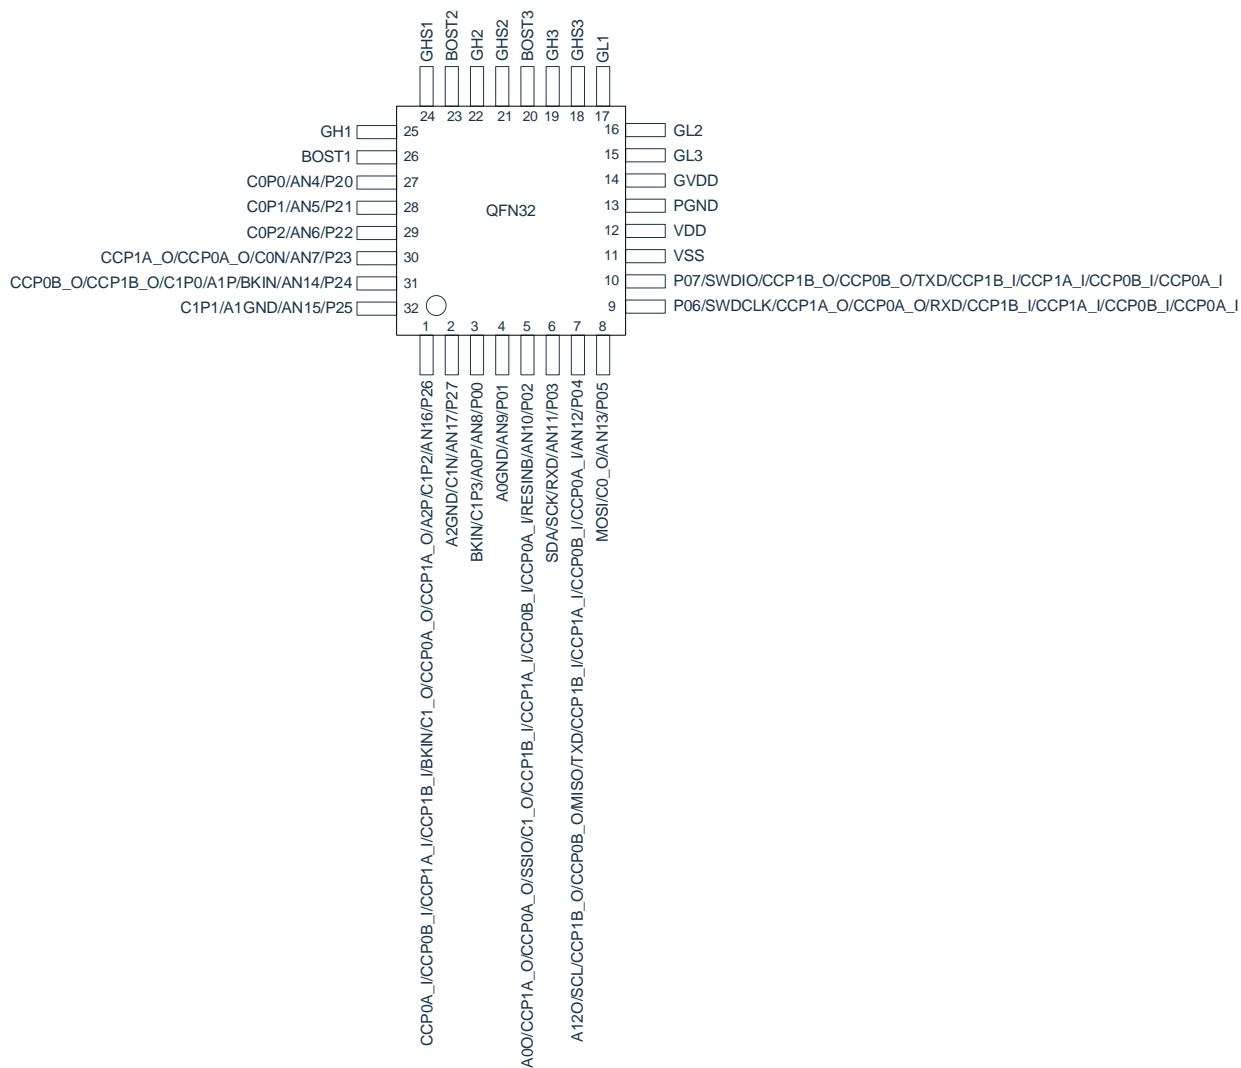 GHS1
BOST2
GH2
GHS2
BOST3
GH3
GHS3
GL1
24
23
22
21
20
19
18
17
GH1
25
BOST1
26
C0P0/AN4/P20
27
C0P1/AN5/P21
28
C0P2/AN6/P22
29
CCP1A_O/CCP0A_O/C0N/AN7/P23
30
CCP0B_O/CCP1B_O/C1P0/A1P/BKIN/AN14/P24
31
C1P1/A1GND/AN15/P25
32
QFN32
16
GL2
15
GL3
14
GVDD
13
PGND
12
VDD
11
VSS
10
P07/SWDIO/CCP1B_O/CCP0B_O/TXD/CCP1B_I/CCP1A_I/CCP0B_I/CCP0A_I
9
P06/SWDCLK/CCP1A_O/CCP0A_O/RXD/CCP1B_I/CCP1A_I/CCP0B_I/CCP0A_I
1
2
3
4
5
6
7
8
CCP0A_I/CCP0B_I/CCP1A_I/CCP1B_I/BKIN/C1_O/CCP0A_O/CCP1A_O/A2P/C1P2/AN16/P26
A2GND/C1N/AN17/P27
BKIN/C1P3/A0P/AN8/P00
A0GND/AN9/P01
A0O/CCP1A_O/CCP0A_O/SSIO/C1_O/CCP1B_I/CCP1A_I/CCP0B_I/CCP0A_I/RESINB/AN10/P02
SDA/SCK/RXD/AN11/P03
A12O/SCL/CCP1B_O/CCP0B_O/MISO/TXD/CCP1B_I/CCP1A_I/CCP0B_I/CCP0A_I/AN12/P04
MOSI/C0_O/AN13/P05